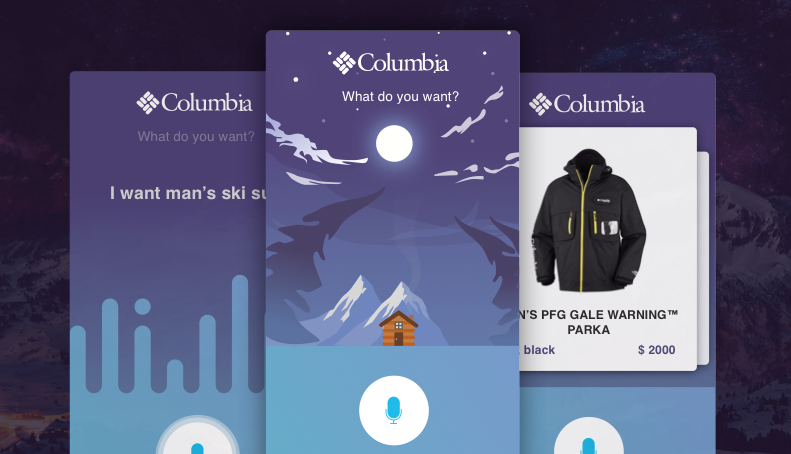 Columbia
What do you want?
I want man's ski su
Columbia
What do you want?
Columbia
N'S PFG GALE WARNING™
PARKA
black
$ 2000